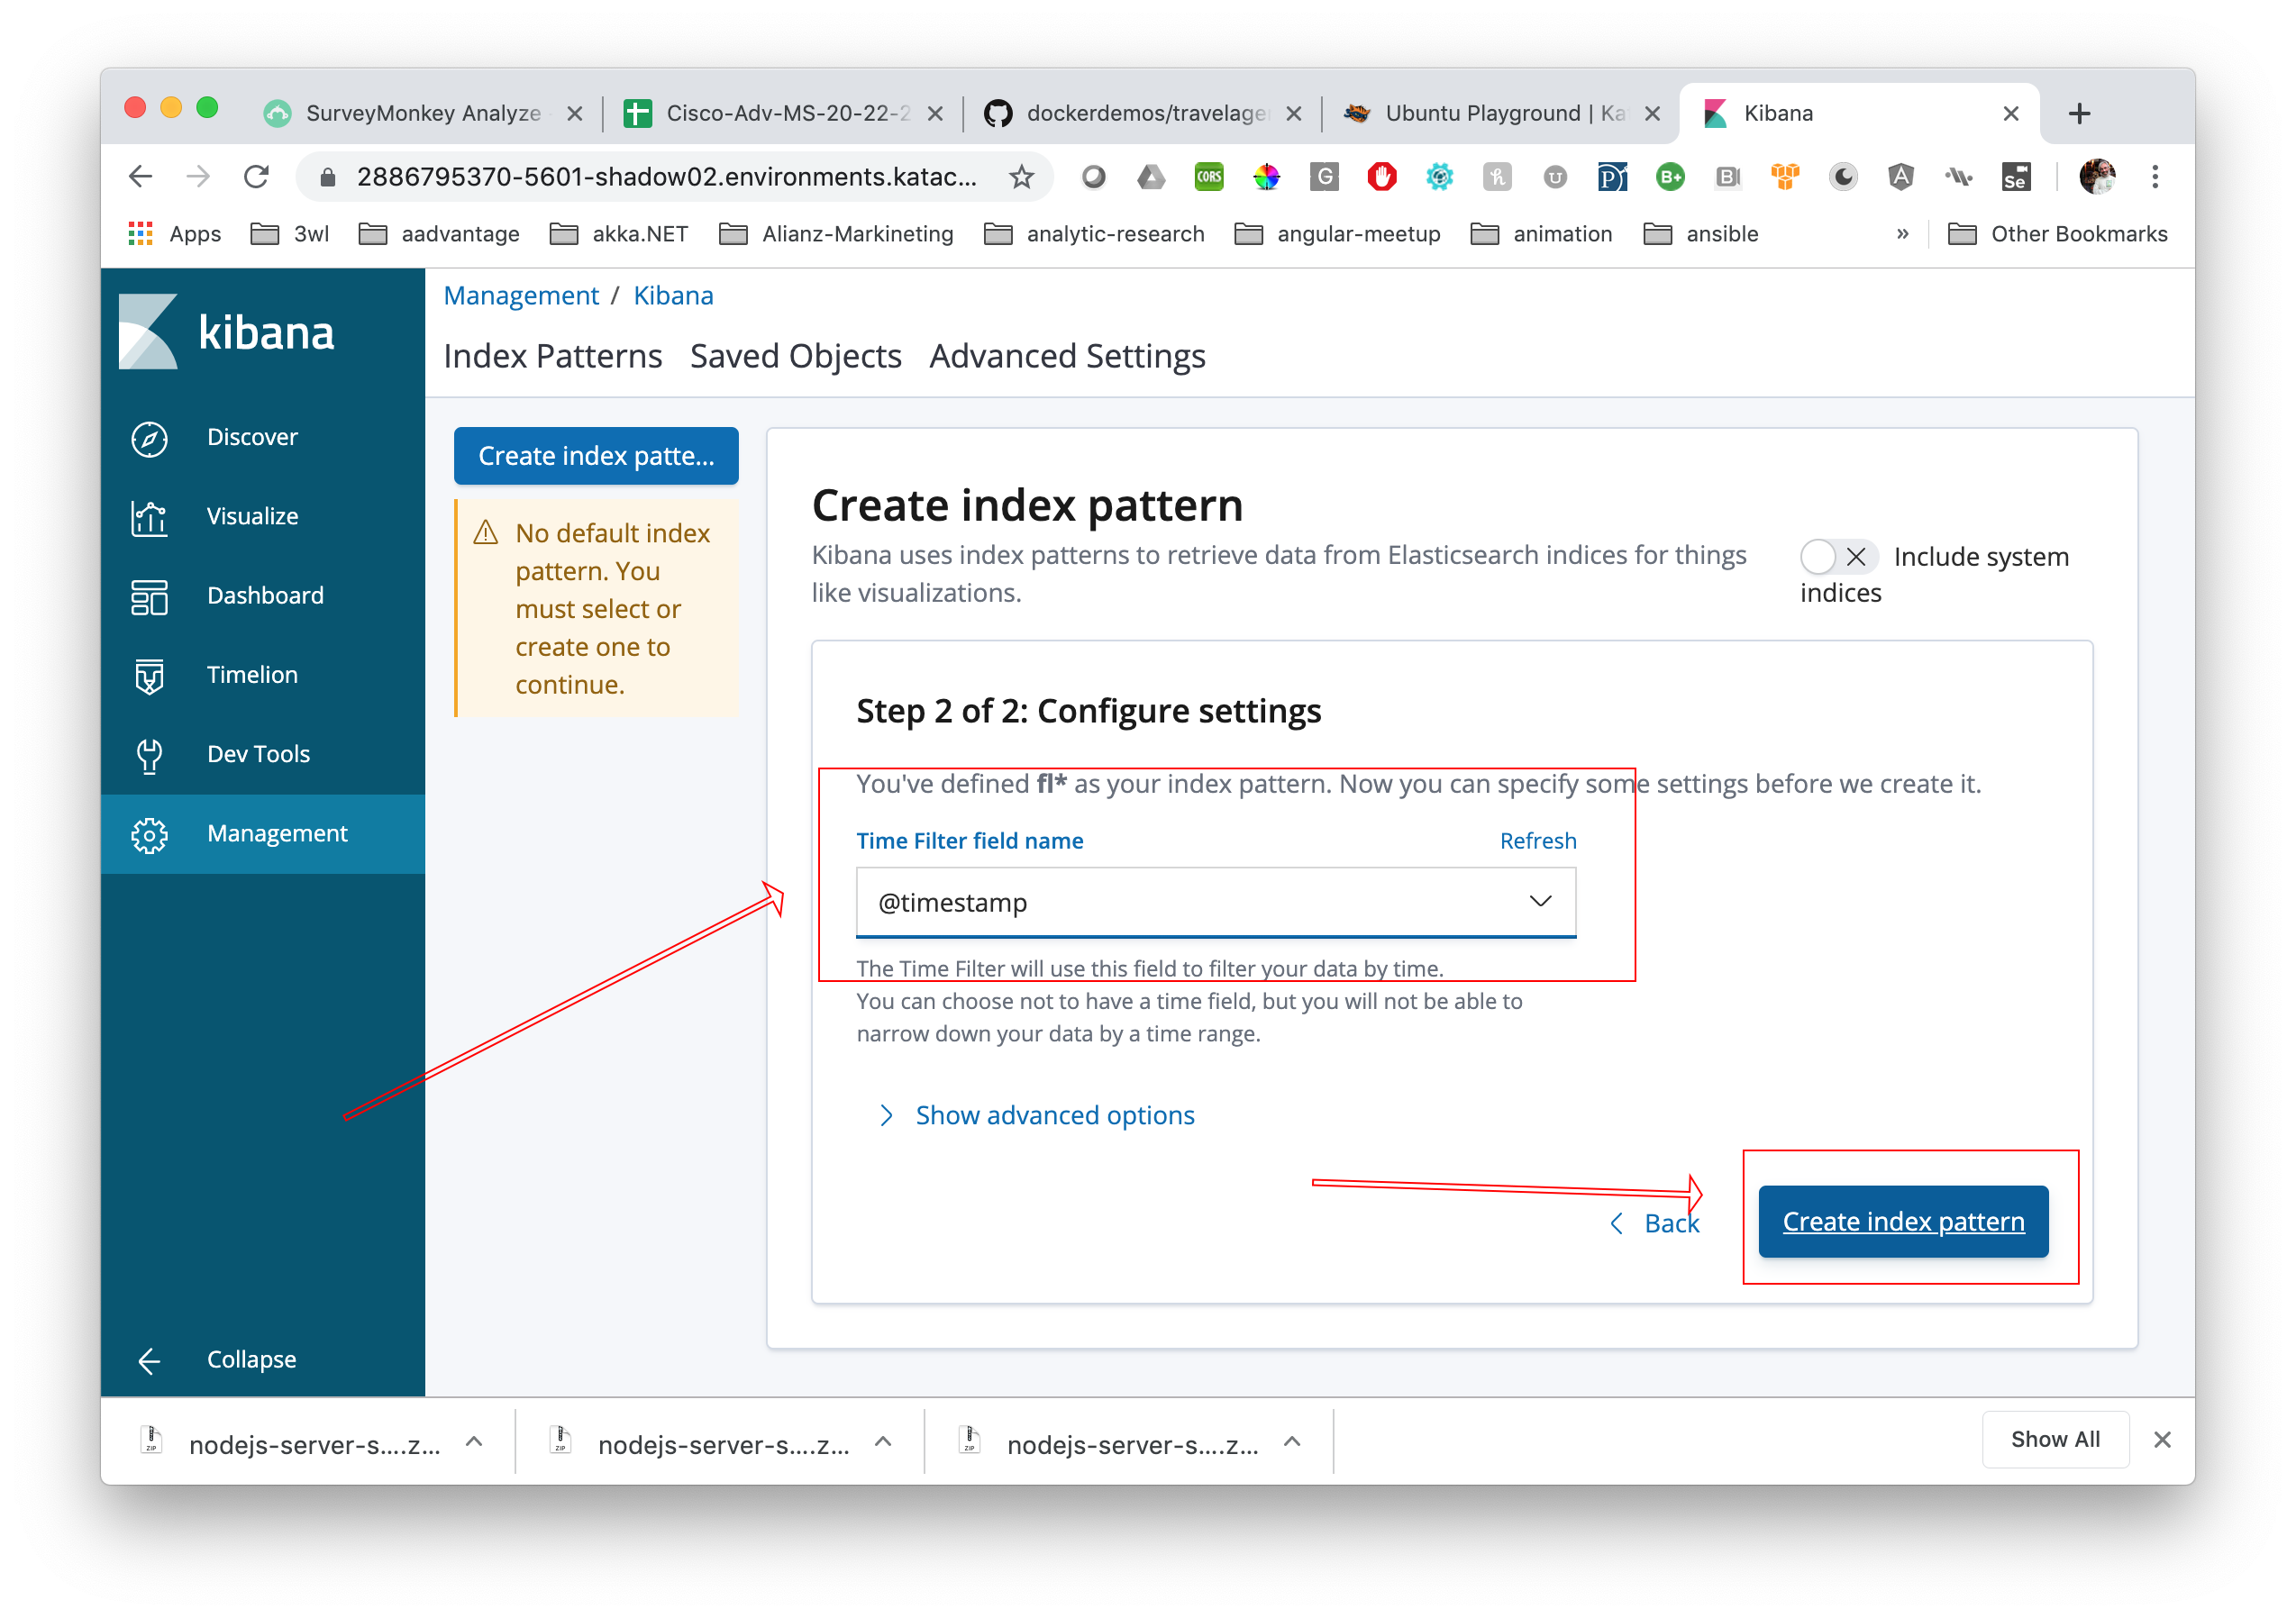 SurveyMonkey Analyze
Cisco-Adv-MS-20-22-2
dockerdemos/travelage
Ubuntu Playground | Ka
Kibana
2886795370-5601-shadow02.environments.katac...
CORS
G
U
P
B+
B
A
Se
Apps
3wl
aadvantage
akka.NET
Alianz-Markineting
analytic-research
angular-meetup
animation
ansible
»
Other Bookmarks
kibana
Discover
Visualize
Dashboard
Timelion
Dev Tools
Management
Collapse
Management / Kibana
Index Patterns Saved Objects Advanced Settings
Create index patte...
No default index
pattern. You
must select or
create one to
continue.
Create index pattern
Kibana uses index patterns to retrieve data from Elasticsearch indices for things
like visualizations.
Include system
indices
Step 2 of 2: Configure settings
You've defined fl* as your index pattern. Now you can specify some settings before we create it.
Time Filter field name
Refresh
@timestamp
The Time Filter will use this field to filter your data by time.
You can choose not to have a time field, but you will not be able to
narrow down your data by a time range.
Show advanced options
Back
Create index pattern
ZIP
nodejs-server-s....z...
ZIP
nodejs-server-s....z...
ZIP
nodejs-server-s....z...
Show All